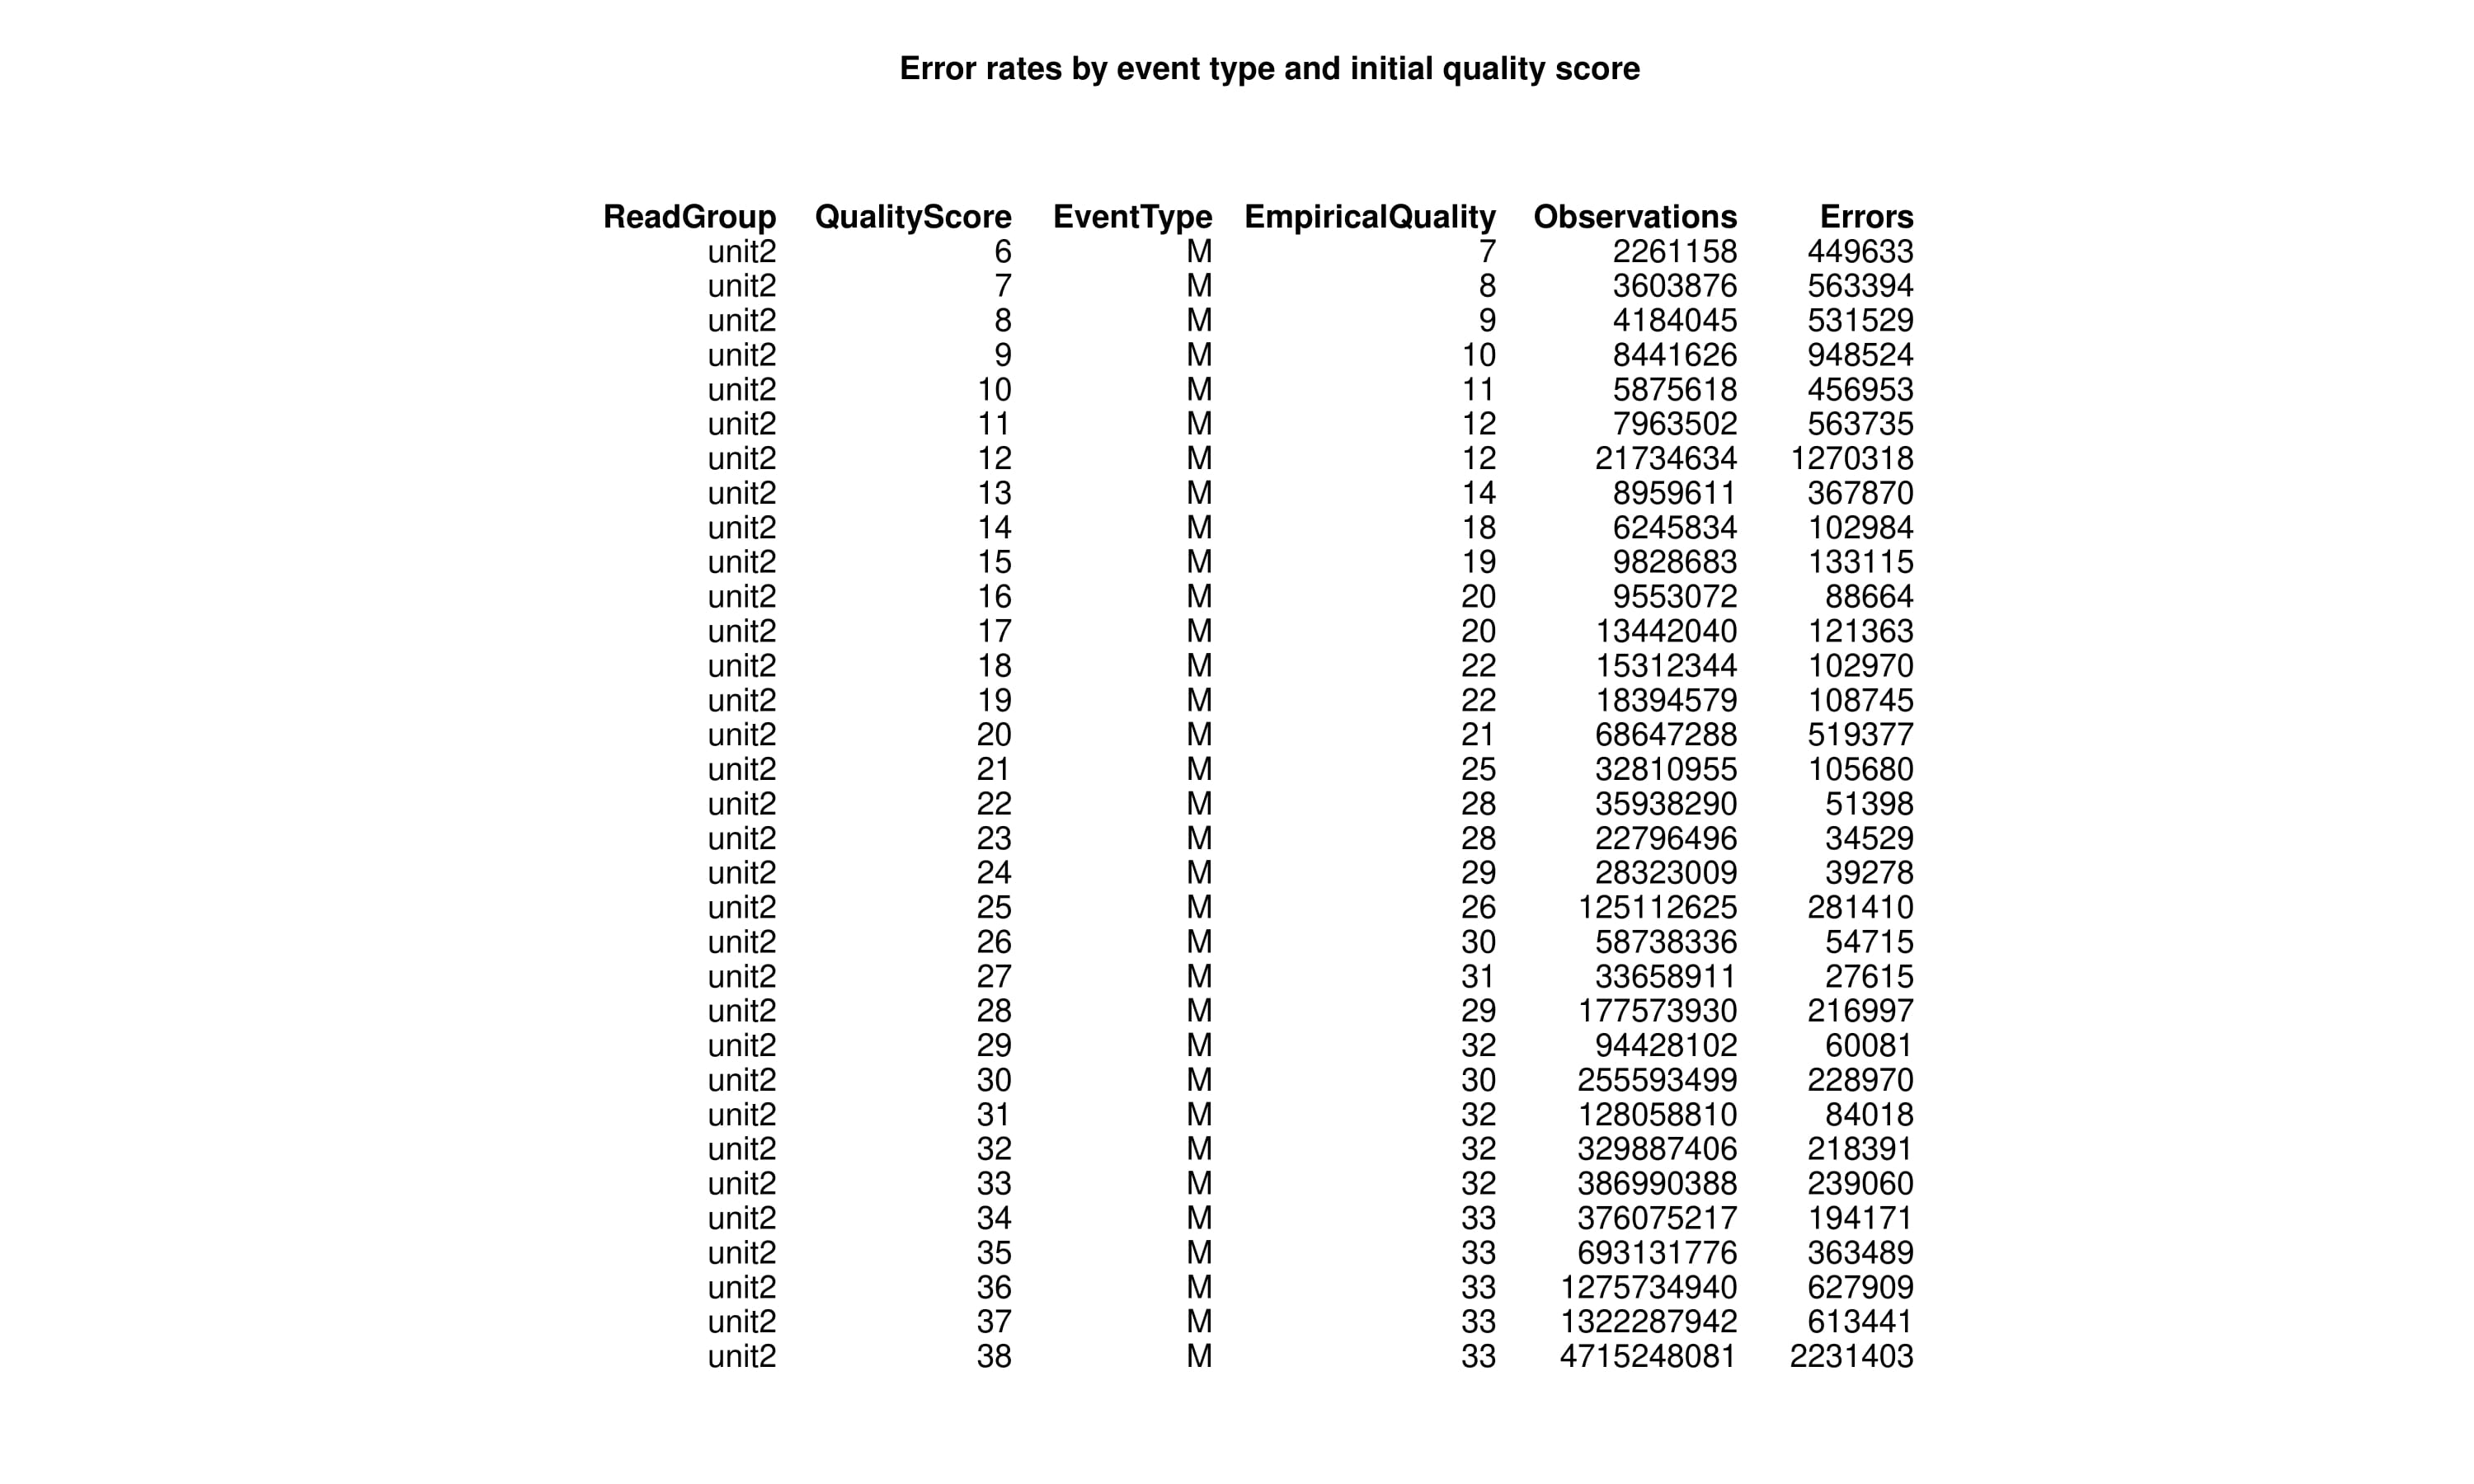 Error rates by event type and initial quality score
ReadGroup QualityScore EventType EmpiricalQuality Observations Errors
unit2 6 M 7 2261158 449633
unit2 7 M 8 3603876 563394
unit2 8 M 9 4184045 531529
unit2 9 M 10 8441626 948524
unit2 10 M 11 5875618 456953
unit2 11 M 12 7963502 563735
unit2 12 M 12 21734634 1270318
unit2 13 M 14 8959611 367870
unit2 14 M 18 6245834 102984
unit2 15 M 19 9828683 133115
unit2 16 M 20 9553072 88664
unit2 17 M 20 13442040 121363
unit2 18 M 22 15312344 102970
unit2 19 M 22 18394579 108745
unit2 20 M 21 68647288 519377
unit2 21 M 25 32810955 105680
unit2 22 M 28 35938290 51398
unit2 23 M 28 22796496 34529
unit2 24 M 29 28323009 39278
unit2 25 M 26 125112625 281410
unit2 26 M 30 58738336 54715
unit2 27 M 31 33658911 27615
unit2 28 M 29 177573930 216997
unit2 29 M 32 94428102 60081
unit2 30 M 30 255593499 228970
unit2 31 M 32 128058810 84018
unit2 32 M 32 329887406 218391
unit2 33 M 32 386990388 239060
unit2 34 M 33 376075217 194171
unit2 35 M 33 693131776 363489
unit2 36 M 33 1275734940 627909
unit2 37 M 33 1322287942 613441
unit2 38 M 33 4715248081 2231403